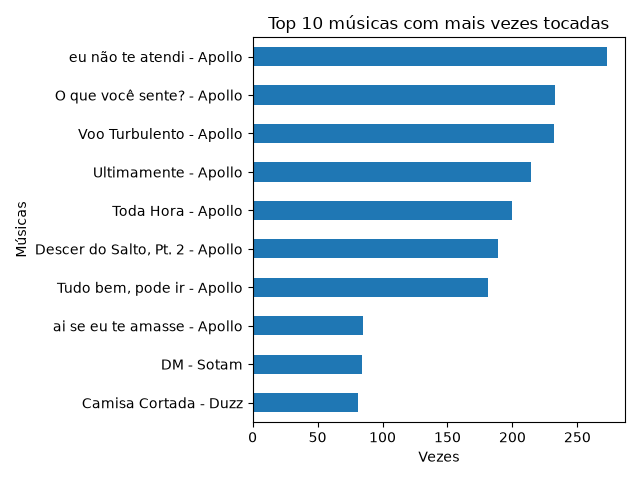 Top 10 músicas com mais vezes tocadas
Músicas
eu não te atendi - Apollo
O que você sente? - Apollo
Voo Turbulento - Apollo
Ultimamente - Apollo
Toda Hora - Apollo
Descer do Salto, Pt. 2 - Apollo
Tudo bem, pode ir - Apollo
ai se eu te amasse - Apollo
DM - Sotam
Camisa Cortada - Duzz
0 50 100 150 200 250
Vezes